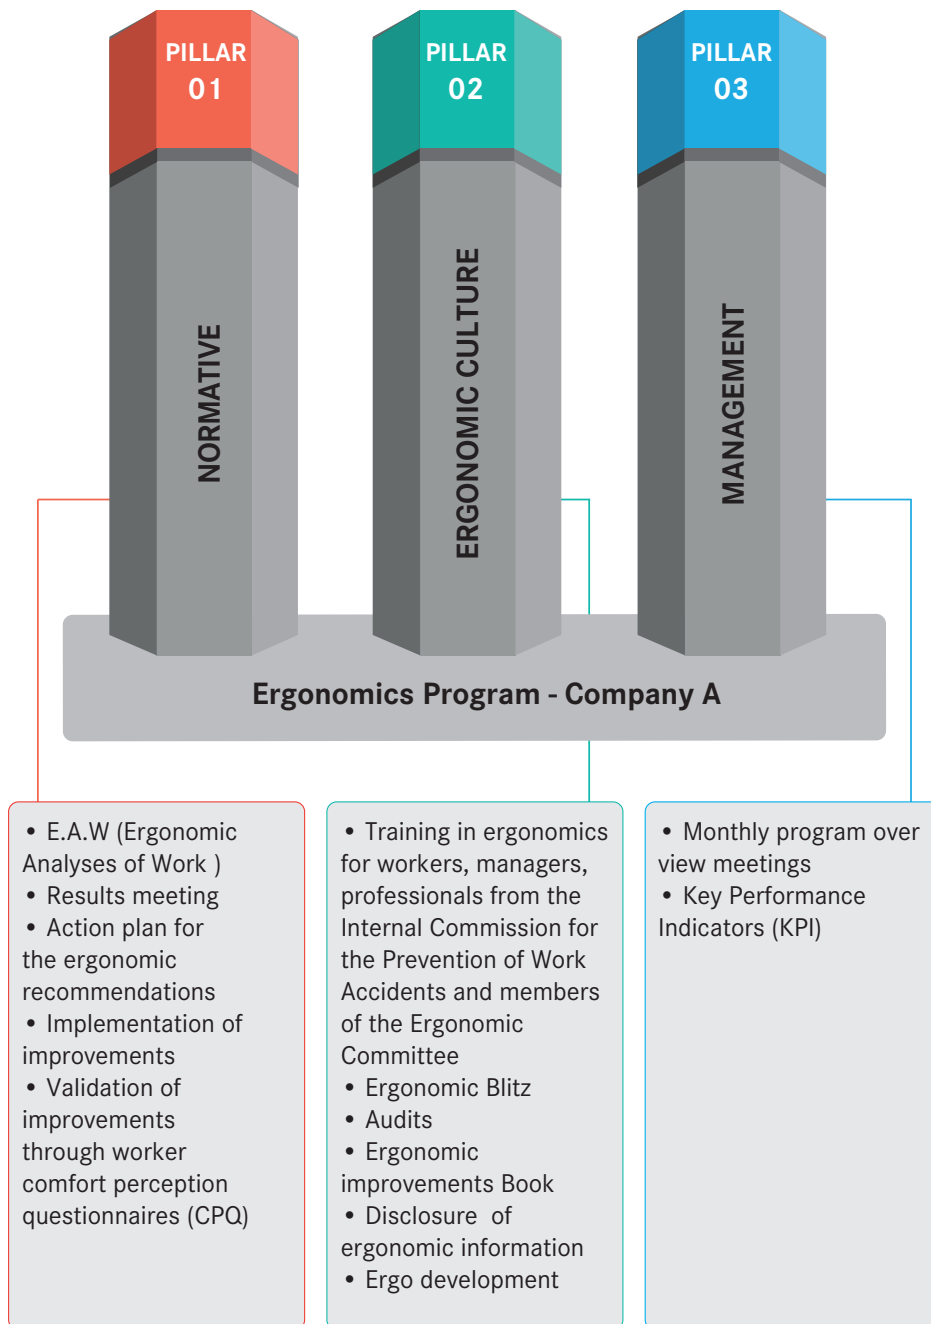 PILLAR
01
PILLAR
02
PILLAR
03
NORMATIVE
ERGONOMIC CULTURE
MANAGEMENT
Ergonomics Program - Company A
• E.A.W (Ergonomic
Analyses of Work )
• Results meeting
• Action plan for
the ergonomic
recommendations
• Implementation of
improvements
• Validation of
improvements
through worker
comfort perception
questionnaires (CPQ)
• Training in ergonomics
for workers, managers,
professionals from the
Internal Commission for
the Prevention of Work
Accidents and members
of the Ergonomic
Committee
• Ergonomic Blitz
• Audits
• Ergonomic
improvements Book
• Disclosure of
ergonomic information
• Ergo development
• Monthly program over
view meetings
• Key Performance
Indicators (KPI)